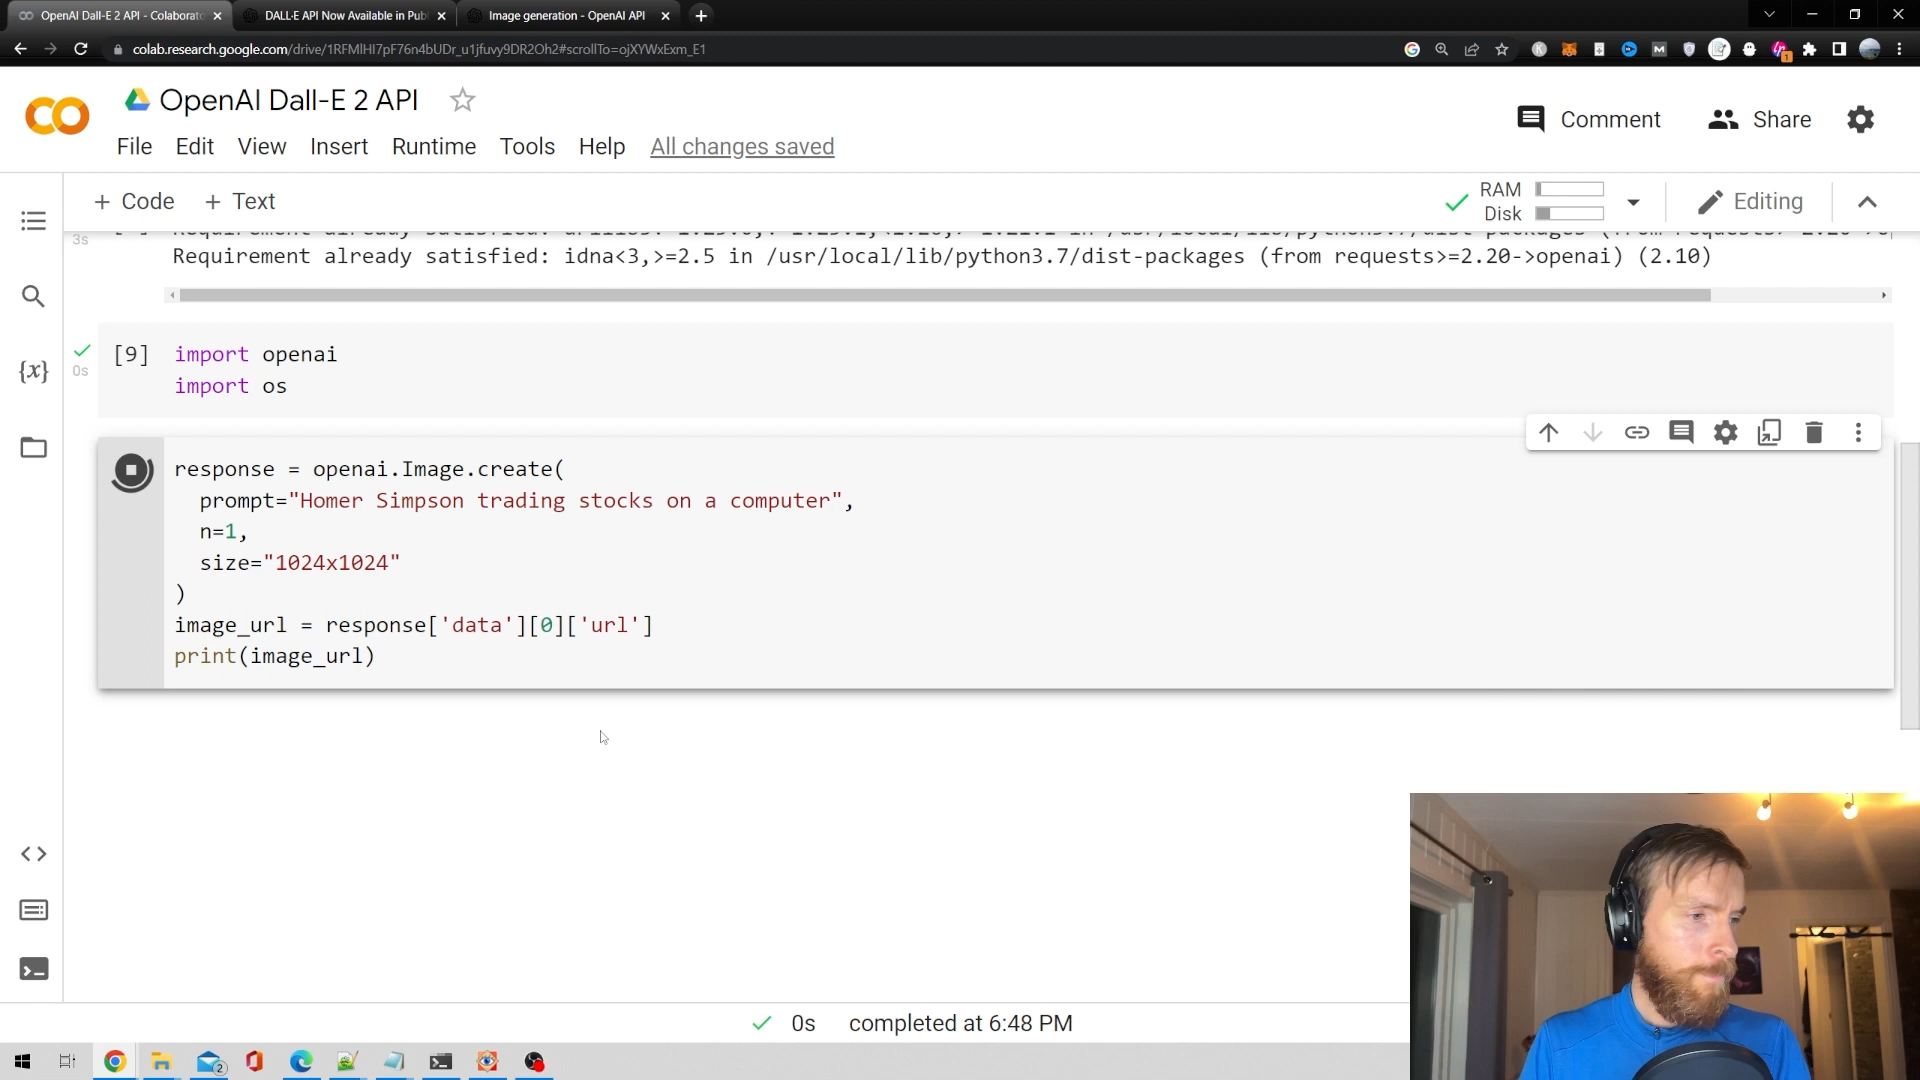 OpenAI Dall-E 2 API - Colaborato
DALL·E API Now Available in Pub
Image generation - OpenAI API
colab.research.google.com/drive/1RFMlHI7pF76n4bUDr_u1jfuvy9DR2Oh2#scrollTo=ojXYWxExm_E1
OpenAI Dall-E 2 API
Comment
Share
File Edit View Insert Runtime Tools Help All changes saved
+ Code + Text
RAM
Disk
Editing
3s
Requirement already satisfied: idna<3,>=2.5 in /usr/local/lib/python3.7/dist-packages (from requests>=2.20->openai) (2.10)
0s
[9] import openai
import os
response = openai.Image.create(
prompt="Homer Simpson trading stocks on a computer",
n=1,
size="1024x1024"
)
image_url = response['data'][0]['url']
print(image_url)
0s completed at 6:48 PM